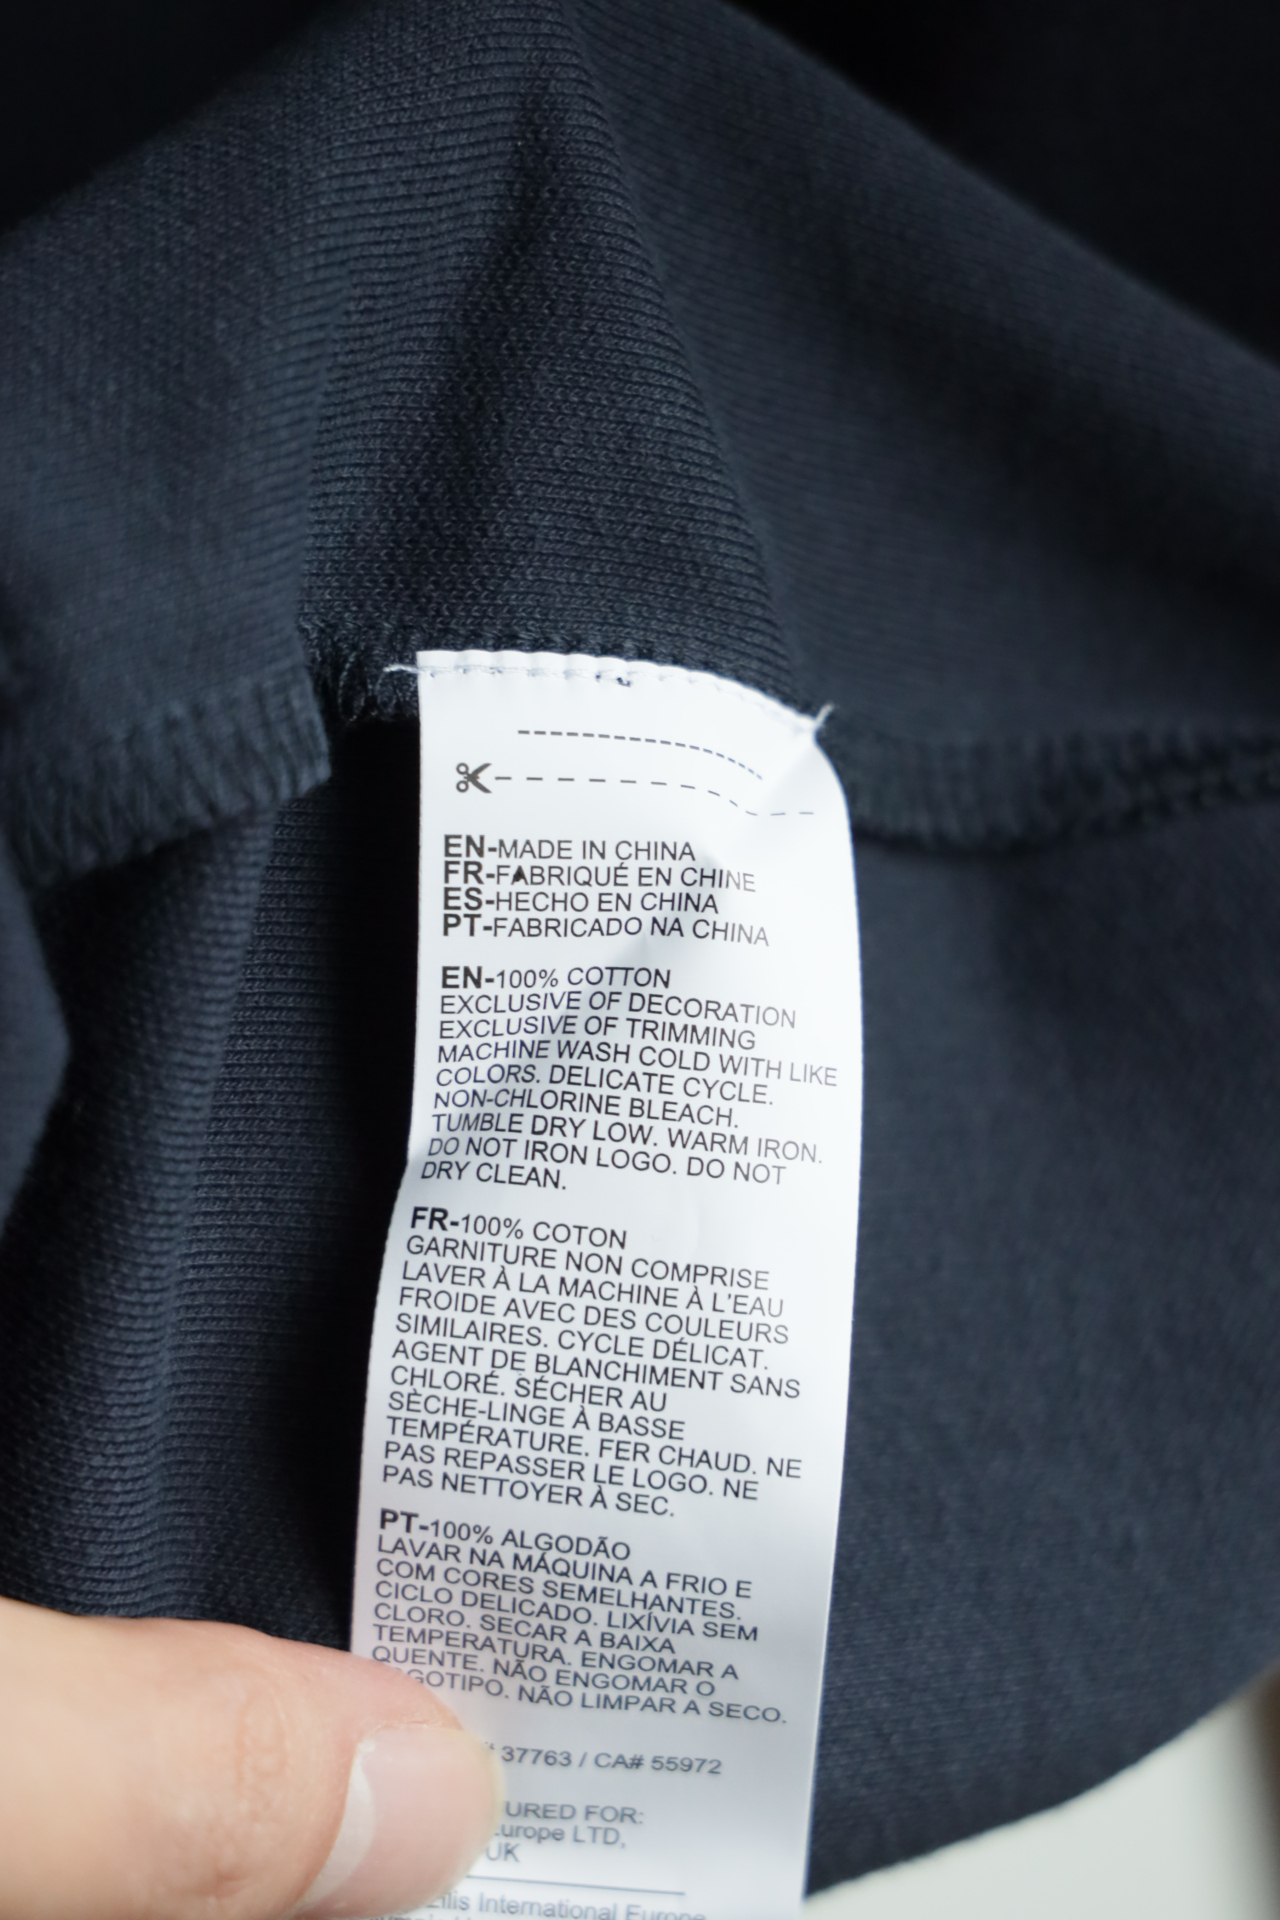 EN-MADE IN CHINA
FR-FABRIQUÉ EN CHINE
ES-HECHO EN CHINA
PT-FABRICADO NA CHINA
EN-100% COTTON
EXCLUSIVE OF DECORATION
EXCLUSIVE OF TRIMMING
MACHINE WASH COLD WITH LIKE
COLORS. DELICATE CYCLE.
NON-CHLORINE BLEACH.
TUMBLE DRY LOW. WARM IRON.
DO NOT IRON LOGO. DO NOT
DRY CLEAN.
FR-100% COTON
GARNITURE NON COMPRISE
LAVER À LA MACHINE À L'EAU
FROIDE AVEC DES COULEURS
SIMILAIRES. CYCLE DÉLICAT.
AGENT DE BLANCHIMENT SANS
CHLORÉ. SÉCHER AU
SÈCHE-LINGE À BASSE
TEMPÉRATURE. FER CHAUD. NE
PAS REPASSER LE LOGO. NE
PAS NETTOYER À SEC.
PT-100% ALGODÃO
LAVAR NA MÁQUINA A FRIO E
COM CORES SEMELHANTES.
CICLO DELICADO. LIXÍVIA SEM
CLORO. SECAR A BAIXA
TEMPERATURA. ENGOMAR A
QUENTE. NÃO ENGOMAR O
NÃO LIMPAR A SECO.
37763 / CA# 55972
FOR:
Europe LTD,
UK
International Europe